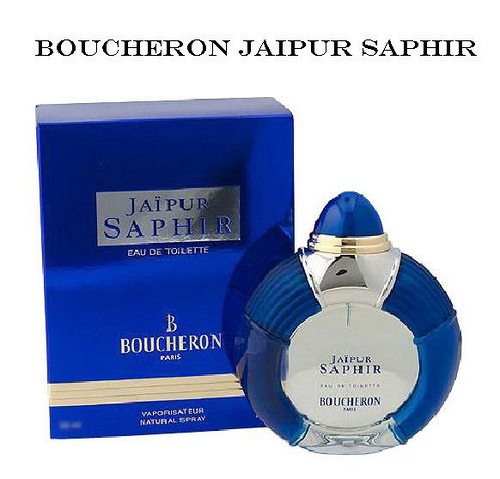 BOUCHERON JAIPUR SAPHIR
JAÏPUR
SAPHIR
EAU DE TOILETTE
B
BOUCHERON
PARIS
VAPORISATEUR
NATURAL SPRAY
JAÏPUR
SAPHIR
EAU DE TOILETTE
BOUCHERON
PARIS